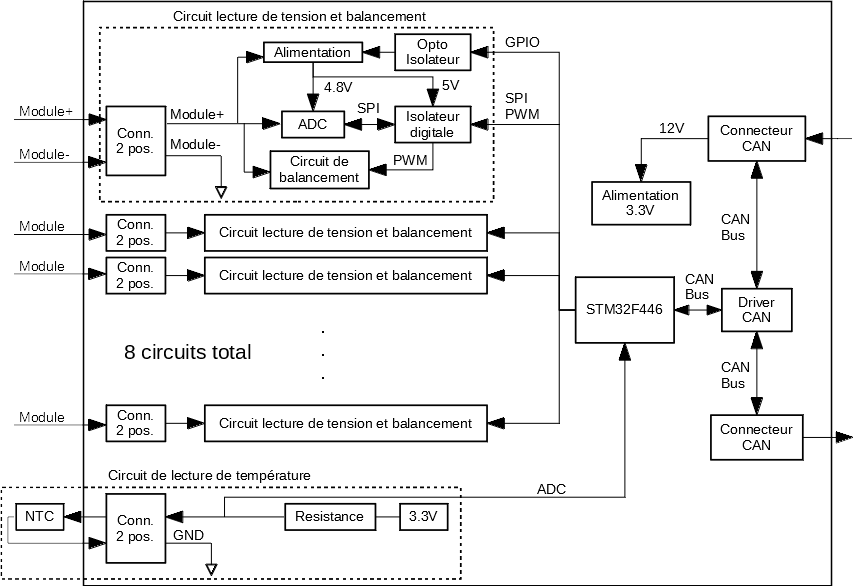 Circuit lecture de tension et balancement
Alimentation
Opto
Isolateur
GPIO
4.8V
5V
SPI
SPI
PWM
Module+
Module+
Conn.
2 pos.
ADC
Isolateur
digitale
12V
Connecteur
CAN
Module-
Module-
Circuit de
balancement
PWM
Alimentation
3.3V
Module
Conn.
2 pos.
Circuit lecture de tension et balancement
CAN
Bus
Module
Conn.
2 pos.
Circuit lecture de tension et balancement
STM32F446
CAN
Bus
Driver
CAN
8 circuits total
.
.
.
CAN
Bus
Module
Conn.
2 pos.
Circuit lecture de tension et balancement
Connecteur
CAN
Circuit de lecture de température
ADC
NTC
Conn.
2 pos.
Resistance
3.3V
GND